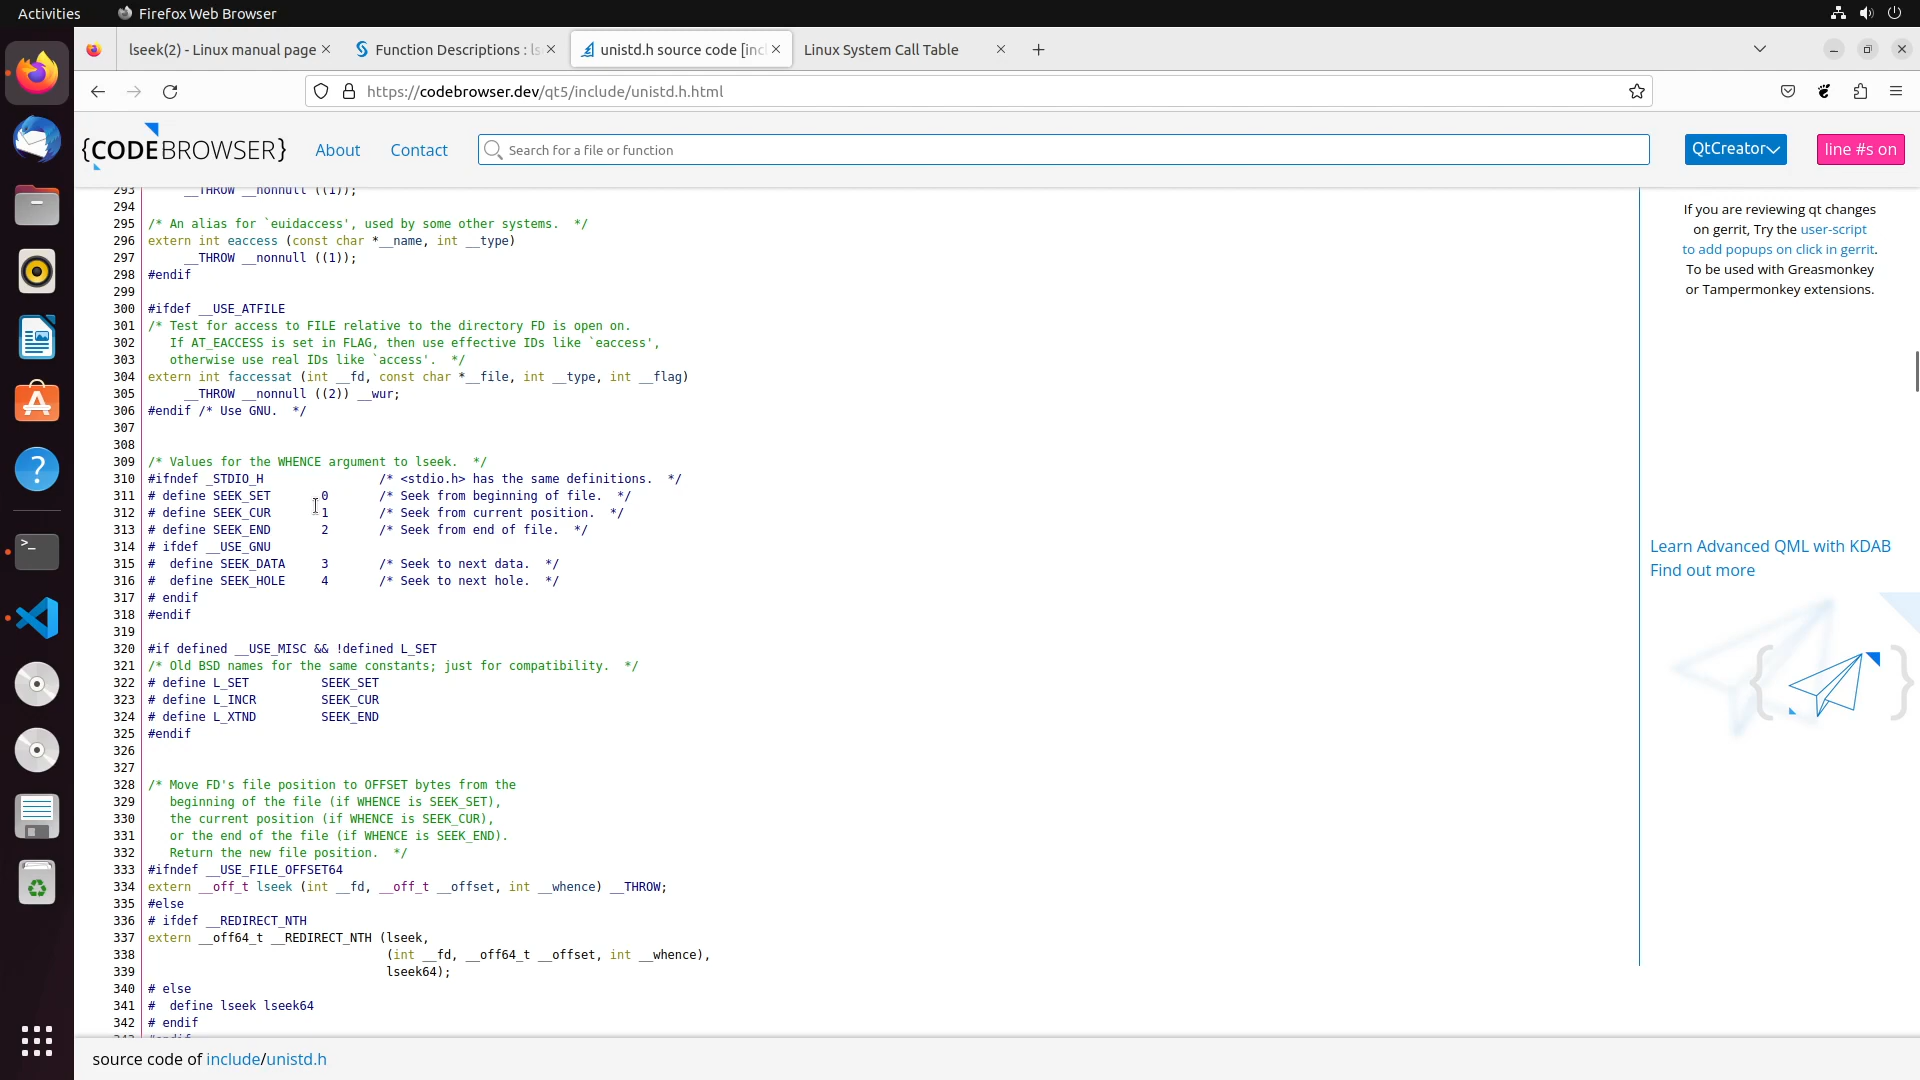 Activities
Firefox Web Browser
lseek(2) - Linux manual page
Function Descriptions : ls
unistd.h source code [incl
Linux System Call Table
https://codebrowser.dev/qt5/include/unistd.h.html
{CODEBROWSER}
About
Contact
Search for a file or function
QtCreator
line #s on
293 __THROW __nonnull ((1));
294
295 /* An alias for `euidaccess', used by some other systems.  */
296 extern int eaccess (const char *__name, int __type)
297 __THROW __nonnull ((1));
298 #endif
299
300 #ifdef __USE_ATFILE
301 /* Test for access to FILE relative to the directory FD is open on.
302 If AT_EACCESS is set in FLAG, then use effective IDs like `eaccess',
303 otherwise use real IDs like `access'.  */
304 extern int faccessat (int __fd, const char *__file, int __type, int __flag)
305 __THROW __nonnull ((2)) __wur;
306 #endif /* Use GNU.  */
307
308
309 /* Values for the WHENCE argument to lseek.  */
310 #ifndef _STDIO_H /* <stdio.h> has the same definitions.  */
311 # define SEEK_SET 0 /* Seek from beginning of file.  */
312 # define SEEK_CUR 1 /* Seek from current position.  */
313 # define SEEK_END 2 /* Seek from end of file.  */
314 # ifdef __USE_GNU
315 #  define SEEK_DATA 3 /* Seek to next data.  */
316 #  define SEEK_HOLE 4 /* Seek to next hole.  */
317 # endif
318 #endif
319
320 #if defined __USE_MISC && !defined L_SET
321 /* Old BSD names for the same constants; just for compatibility.  */
322 # define L_SET SEEK_SET
323 # define L_INCR SEEK_CUR
324 # define L_XTND SEEK_END
325 #endif
326
327
328 /* Move FD's file position to OFFSET bytes from the
329 beginning of the file (if WHENCE is SEEK_SET),
330 the current position (if WHENCE is SEEK_CUR),
331 or the end of the file (if WHENCE is SEEK_END).
332 Return the new file position.  */
333 #ifndef __USE_FILE_OFFSET64
334 extern __off_t lseek (int __fd, __off_t __offset, int __whence) __THROW;
335 #else
336 # ifdef __REDIRECT_NTH
337 extern __off64_t __REDIRECT_NTH (lseek,
338 (int __fd, __off64_t __offset, int __whence),
339 lseek64);
340 # else
341 #  define lseek lseek64
342 # endif
343 #endif
If you are reviewing qt changes
on gerrit, Try the user-script
to add popups on click in gerrit.
To be used with Greasmonkey
or Tampermonkey extensions.
Learn Advanced QML with KDAB
Find out more
source code of include/unistd.h